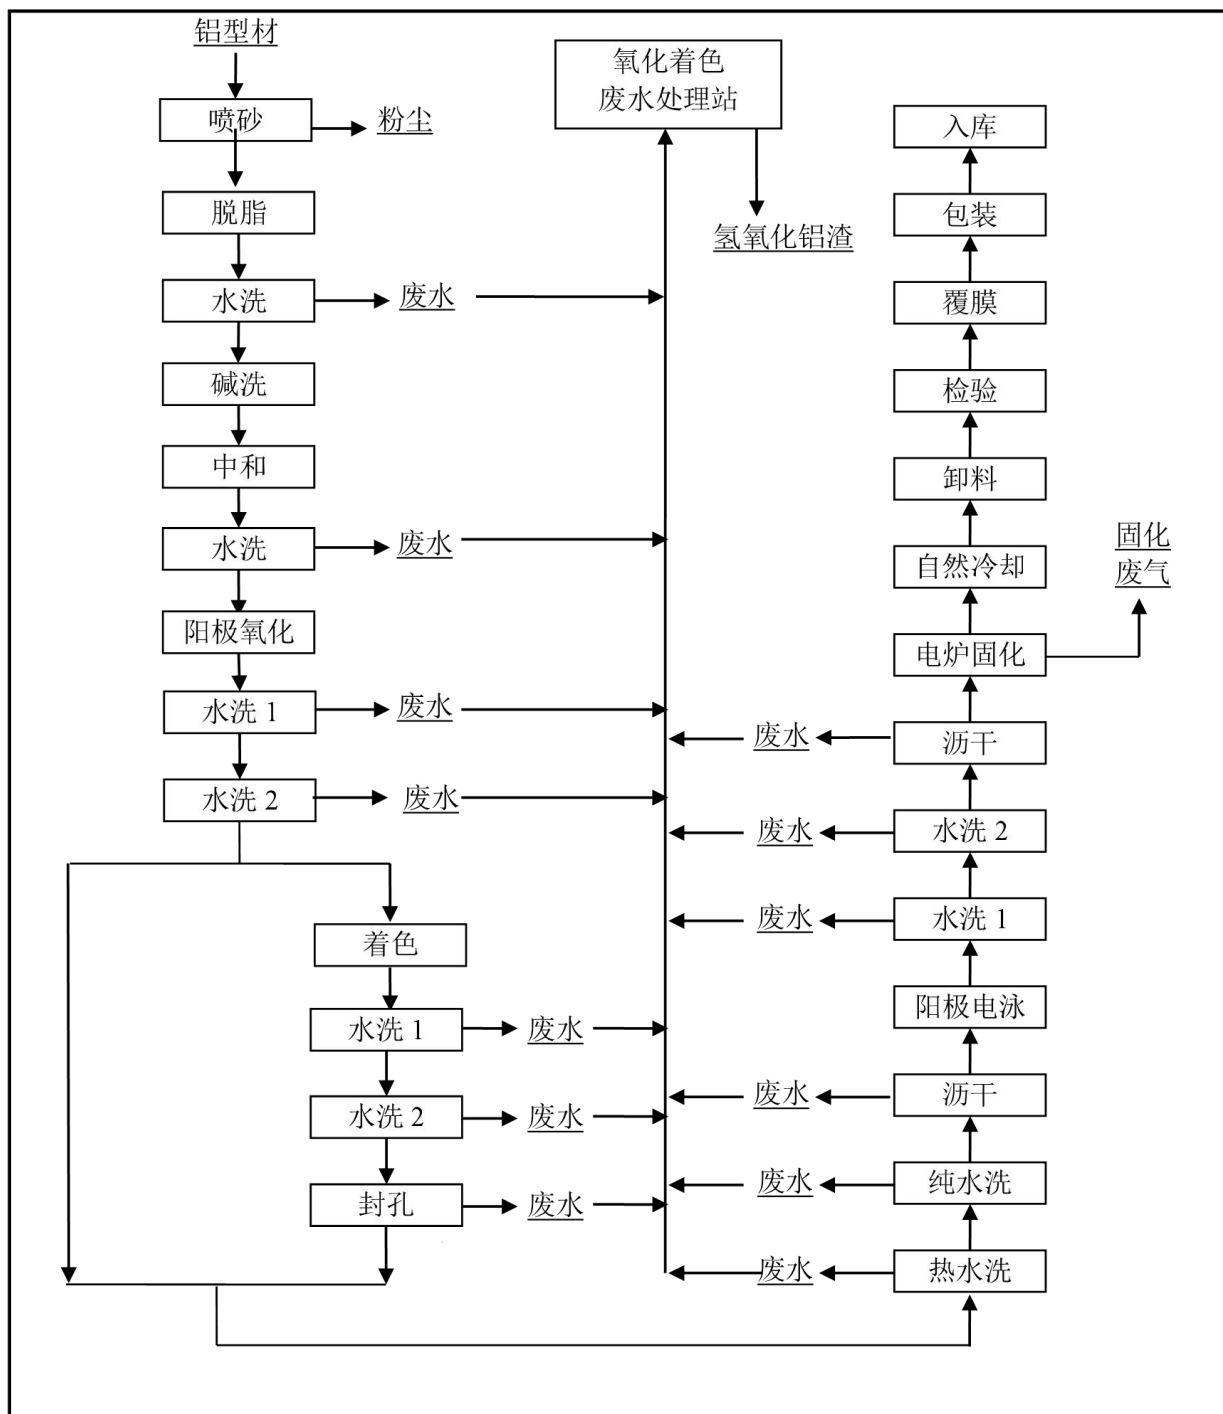 铝型材
喷砂
粉尘
脱脂
水洗
废水
碱洗
中和
水洗
废水
阳极氧化
水洗 1
废水
水洗 2
废水
着色
水洗 1
废水
水洗 2
废水
封孔
废水
氧化着色
废水处理站
氢氧化铝渣
入库
包装
覆膜
检验
卸料
自然冷却
固化
废气
电炉固化
沥干
废水
水洗 2
废水
水洗 1
废水
阳极电泳
沥干
废水
纯水洗
废水
热水洗
废水